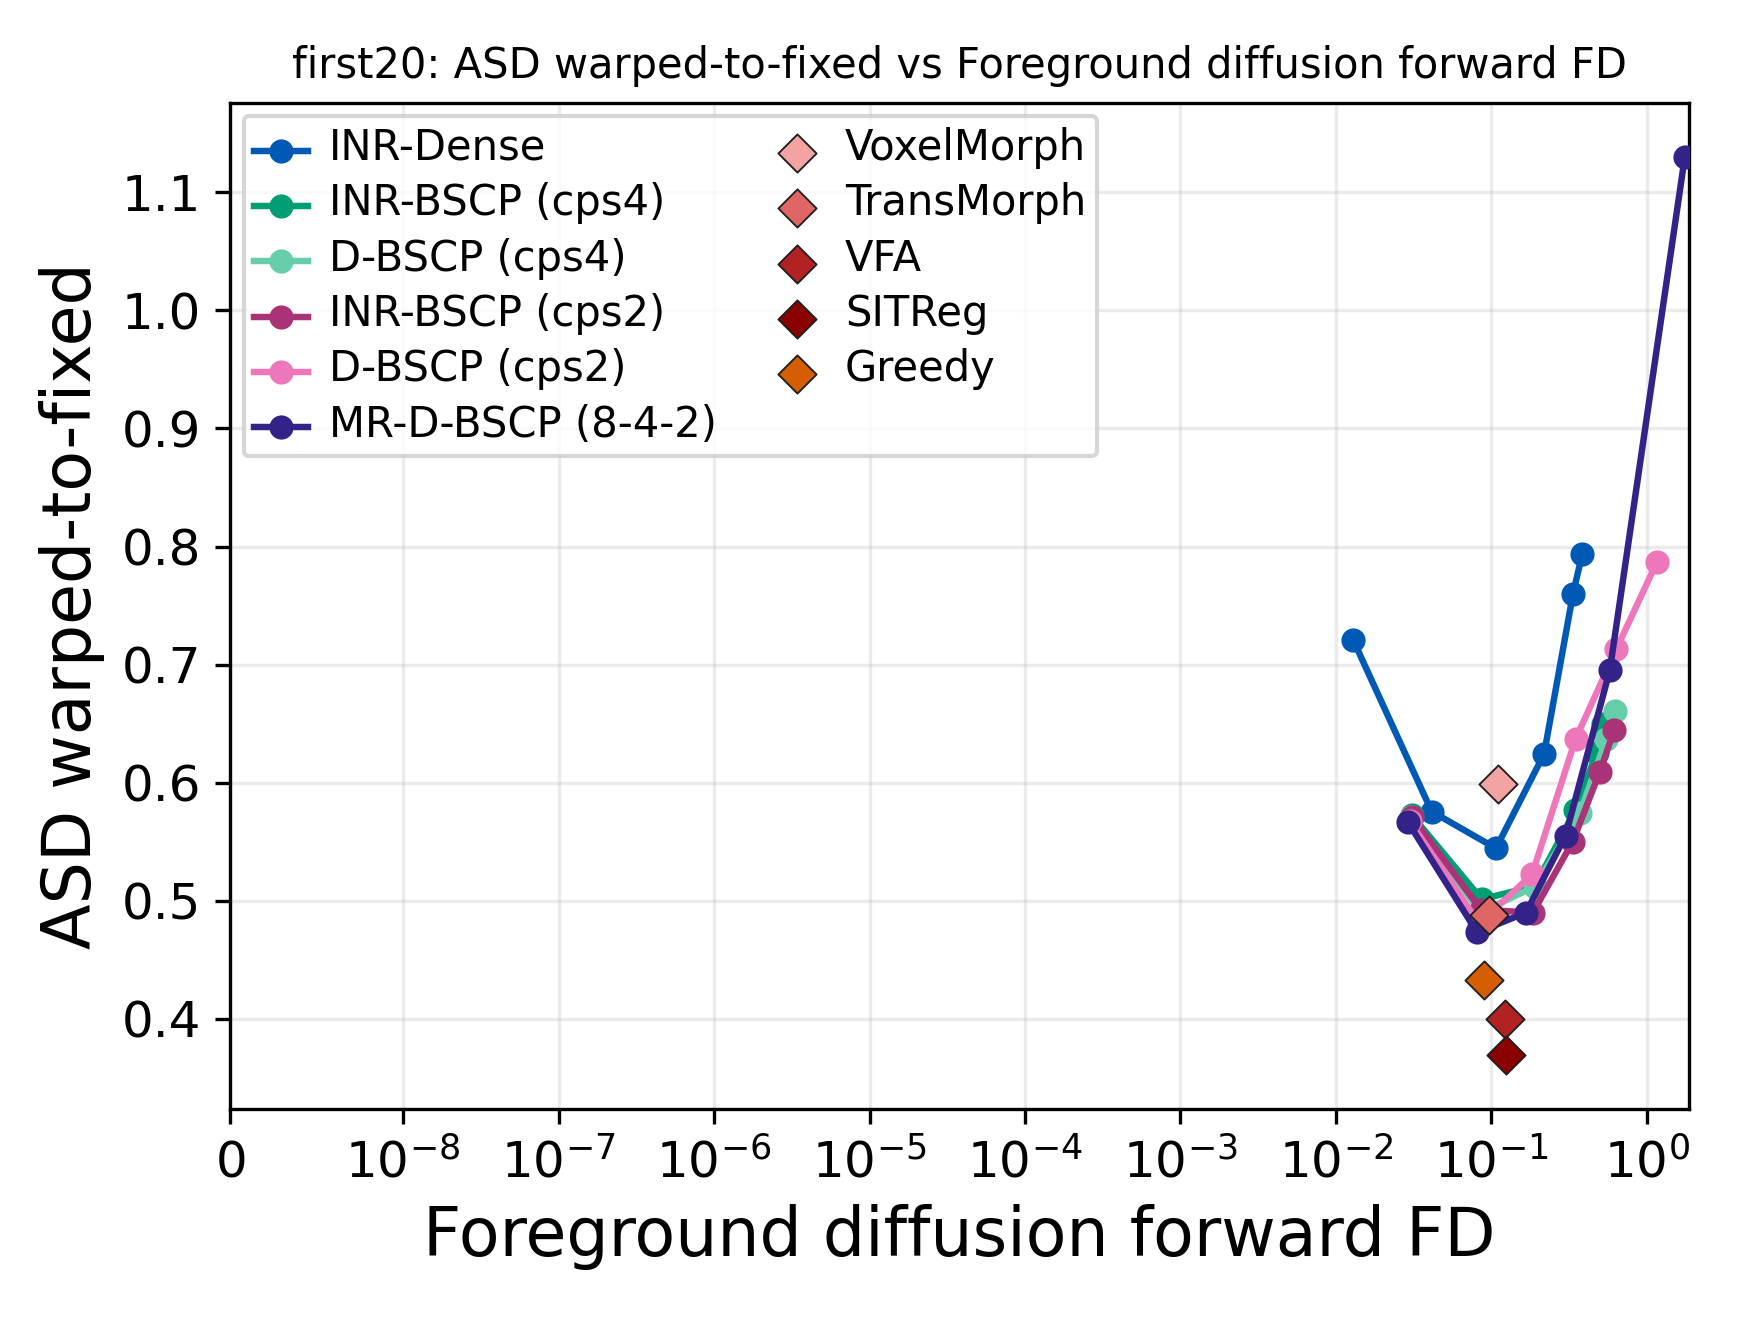 first20: ASD warped-to-fixed vs Foreground diffusion forward FD
INR-Dense
INR-BSCP (cps4)
D-BSCP (cps4)
INR-BSCP (cps2)
D-BSCP (cps2)
MR-D-BSCP (8-4-2)
VoxelMorph
TransMorph
VFA
SITReg
Greedy
ASD warped-to-fixed
1.1
1.0
0.9
0.8
0.7
0.6
0.5
0.4
0 10⁻⁸ 10⁻⁷ 10⁻⁶ 10⁻⁵ 10⁻⁴ 10⁻³ 10⁻² 10⁻¹ 10⁰
Foreground diffusion forward FD